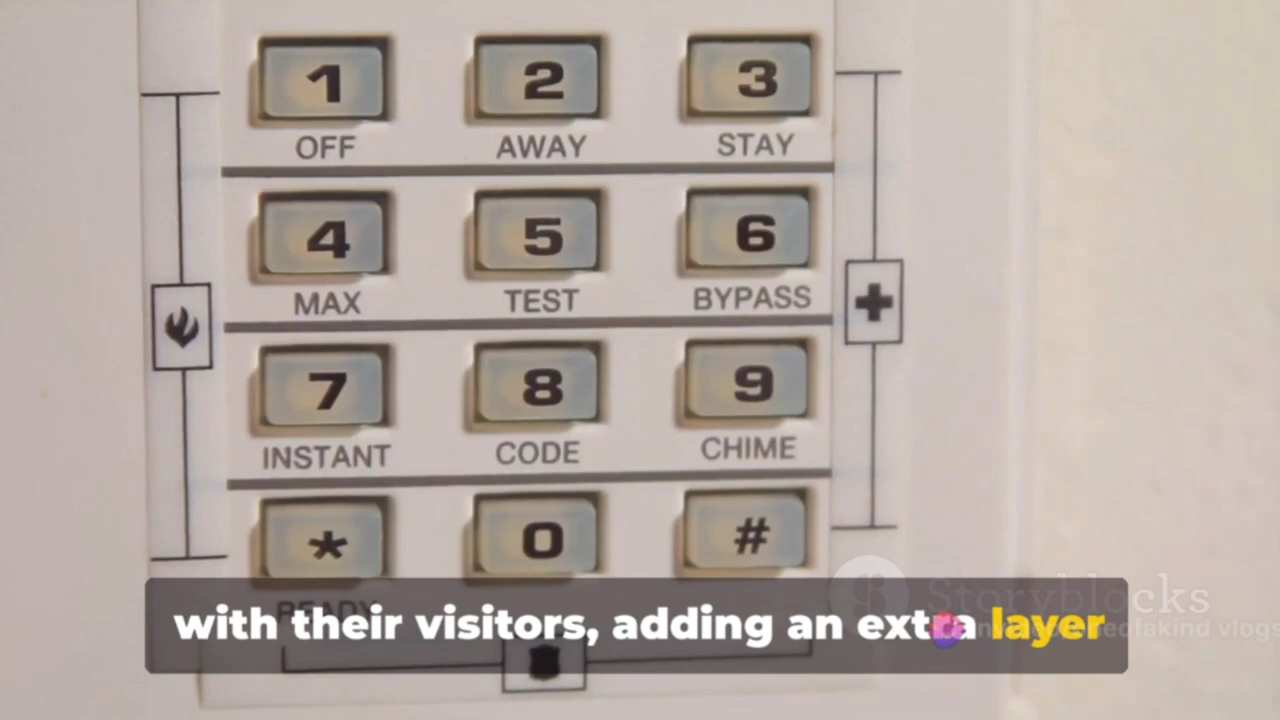 1 2 3
OFF AWAY STAY
4 5 6
MAX TEST BYPASS
7 8 9
INSTANT CODE CHIME
* 0 #
READY
with their visitors, adding an extra layer
Storyblocks